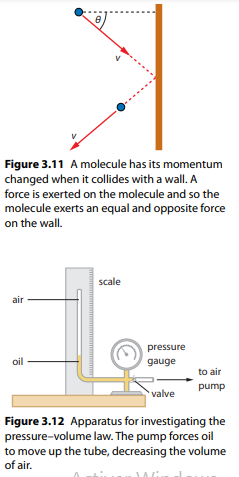 θ
v
v
Figure 3.11 A molecule has its momentum
changed when it collides with a wall. A
force is exerted on the molecule and so the
molecule exerts an equal and opposite force
on the wall.
scale
air
pressure
gauge
oil
to air
pump
valve
Figure 3.12 Apparatus for investigating the
pressure–volume law. The pump forces oil
to move up the tube, decreasing the volume
of air.